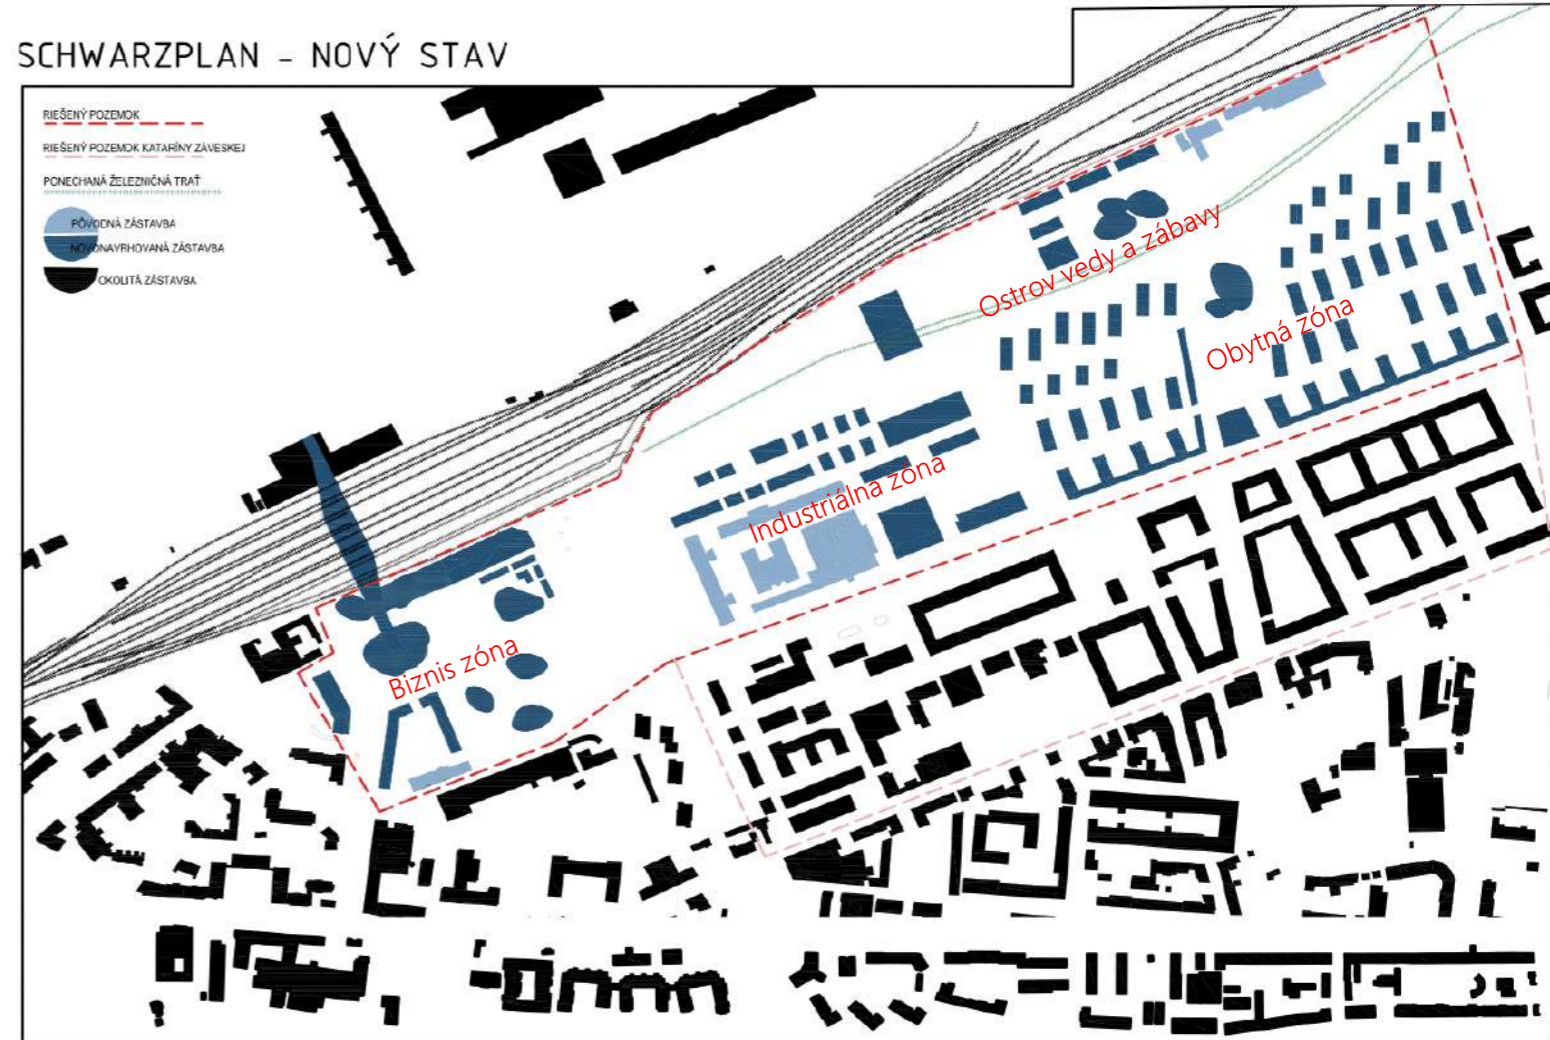 SCHWARZPLAN - NOVÝ STAV
RIEŠENÝ POZEMOK
RIEŠENÝ POZEMOK KATARÍNY ZÁVESKEJ
PONECHANÁ ŽELEZNIČNÁ TRAŤ
PÔVODNÁ ZÁSTAVBA
NOVONAVRHOVANÁ ZÁSTAVBA
OKOLITÁ ZÁSTAVBA
Ostrov vedy a zábavy
Obytná zóna
Industriálna zóna
Biznis zóna